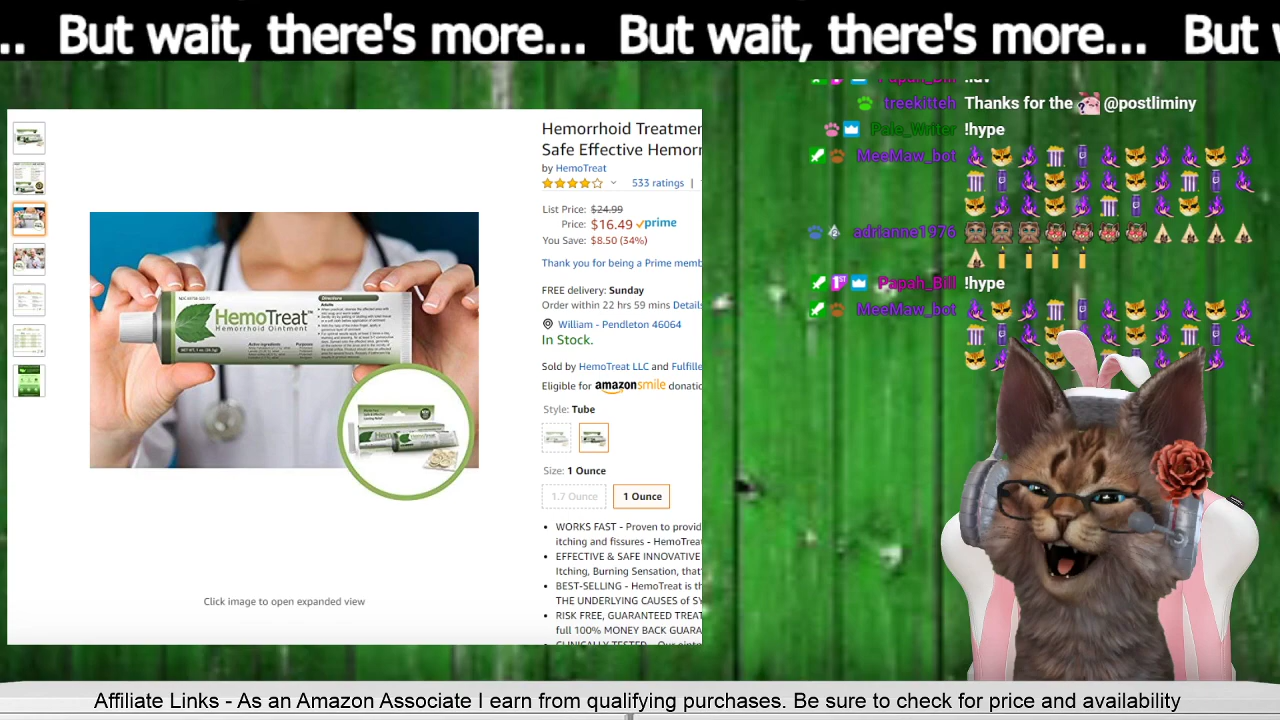 .. But wait, there's more... But wait, there's more... But
Hemorrhoid Treatmen
Safe Effective Hemorr
by HemoTreat
533 ratings |
List Price: $24.99
Price: $16.49 prime
You Save: $8.50 (34%)
Thank you for being a Prime memb
FREE delivery: Sunday
Order within 22 hrs 59 mins Details
William - Pendleton 46064
In Stock.
Sold by HemoTreat LLC and Fulfille
Eligible for amazonsmile donatio
Style: Tube
Size: 1 Ounce
1.7 Ounce 1 Ounce
WORKS FAST - Proven to provid
itching and fissures - HemoTrea
EFFECTIVE & SAFE INNOVATIVE
Itching, Burning Sensation, that
BEST-SELLING - HemoTreat is th
THE UNDERLYING CAUSES of SY
RISK FREE, GUARANTEED TREAT
full 100% MONEY BACK GUARA
HemoTreat™
Hemorrhoid Ointment
Directions
Adults
Click image to open expanded view
treekitteh Thanks for the @postliminy
Pale_Writer !hype
MeeMaw_bot
adrianne1976
Papah_Bill !hype
MeeMaw_bot
Affiliate Links - As an Amazon Associate I earn from qualifying purchases. Be sure to check for price and availability